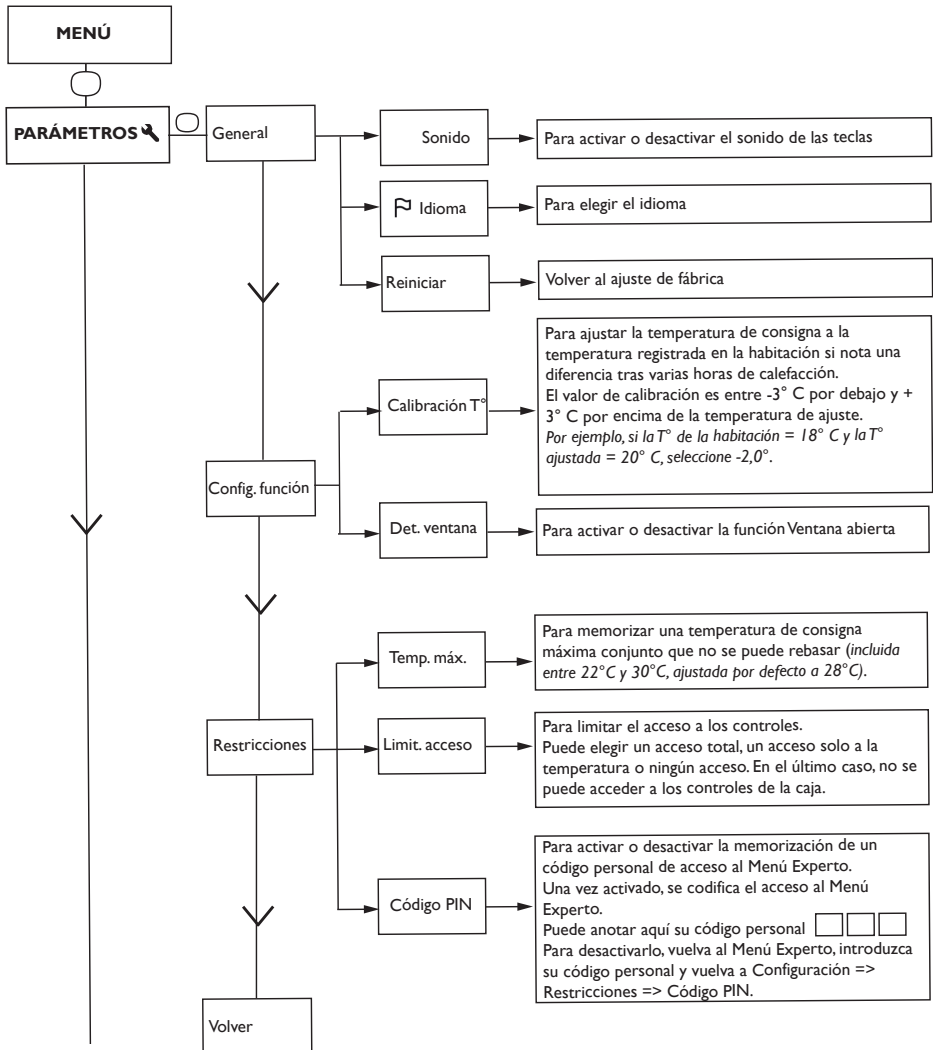 MENÚ
PARÁMETROS
General
Sonido
Para activar o desactivar el sonido de las teclas
Idioma
Para elegir el idioma
Reiniciar
Volver al ajuste de fábrica
Config. función
Calibración T°
Para ajustar la temperatura de consigna a la
temperatura registrada en la habitación si nota una
diferencia tras varias horas de calefacción.
El valor de calibración es entre -3° C por debajo y +
3° C por encima de la temperatura de ajuste.
Por ejemplo, si la T° de la habitación = 18° C y la T°
ajustada = 20° C, seleccione -2,0°.
Det. ventana
Para activar o desactivar la función Ventana abierta
Restricciones
Temp. máx.
Para memorizar una temperatura de consigna
máxima conjunto que no se puede rebasar (incluida
entre 22°C y 30°C, ajustada por defecto a 28°C).
Limit. acceso
Para limitar el acceso a los controles.
Puede elegir un acceso total, un acceso solo a la
temperatura o ningún acceso. En el último caso, no se
puede acceder a los controles de la caja.
Código PIN
Para activar o desactivar la memorización de un
código personal de acceso al Menú Experto.
Una vez activado, se codifica el acceso al Menú
Experto.
Puede anotar aquí su código personal
Para desactivarlo, vuelva al Menú Experto, introduzca
su código personal y vuelva a Configuración =>
Restricciones => Código PIN.
Volver